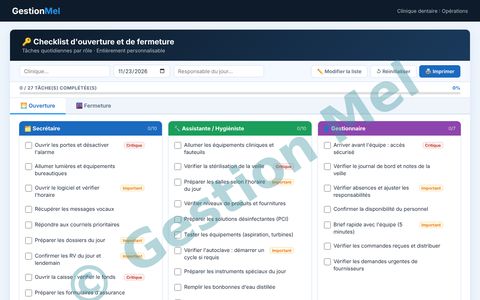 GestionMel
Clinique dentaire · Opérations
🔑 Checklist d'ouverture et de fermeture
Tâches quotidiennes par rôle · Entièrement personnalisable
Clinique...
11/23/2026
Responsable du jour...
✏️ Modifier la liste
↺ Réinitialiser
🖨️ Imprimer
0 / 27 TÂCHE(S) COMPLÉTÉE(S)
0%
🌅 Ouverture
🌆 Fermeture
Secrétaire
0/10
Ouvrir les portes et désactiver
l'alarme
Critique
Allumer lumières et équipements
bureautiques
Ouvrir le logiciel et vérifier
l'horaire
Important
Récupérer les messages vocaux
Répondre aux courriels prioritaires
Préparer les dossiers du jour
Important
Confirmer les RV du jour et
lendemain
Important
Ouvrir la caisse : vérifier le fonds
Critique
Préparer les formulaires d'assurance
Assistante / Hygiéniste
0/10
Allumer les équipements cliniques et
fauteuils
Vérifier la stérilisation de la veille
Critique
Préparer les salles selon l'horaire
du jour
Important
Vérifier niveaux de produits et fournitures
Préparer les solutions désinfectantes (PCI)
Tester les équipements (aspiration, turbines)
Vérifier l'autoclave : démarrer un
cycle si requis
Important
Préparer les instruments spéciaux du jour
Remplir les bonbonnes d'eau distillée
Gestionnaire
0/7
Arriver avant l'équipe : accès
sécurisé
Critique
Vérifier le journal de bord et notes de la
veille
Vérifier absences et ajuster les
responsabilités
Important
Confirmer la disponibilité du personnel
Brief rapide avec l'équipe (5
minutes)
Important
Vérifier les commandes reçues et distribuer
Vérifier les demandes urgentes de
fournisseurs
© Gestion Mel